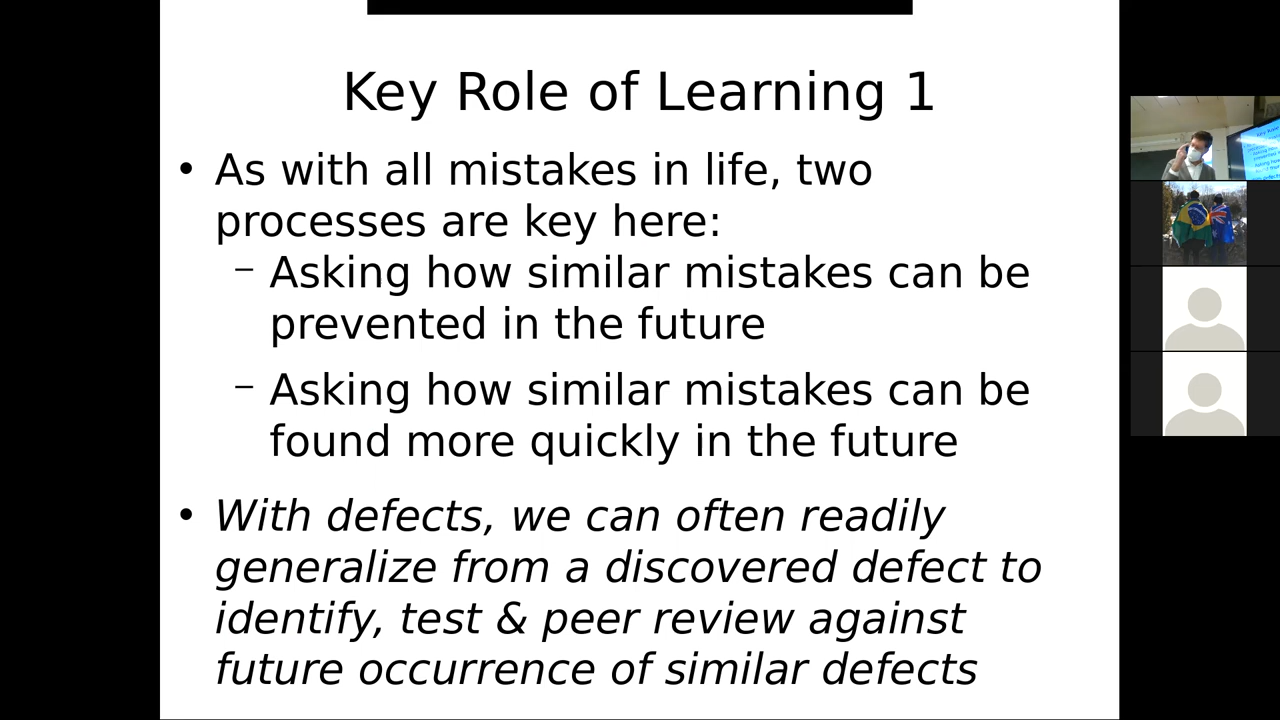 Key Role of Learning 1
• As with all mistakes in life, two
processes are key here:
– Asking how similar mistakes can be
prevented in the future
– Asking how similar mistakes can be
found more quickly in the future
• With defects, we can often readily
generalize from a discovered defect to
identify, test & peer review against
future occurrence of similar defects